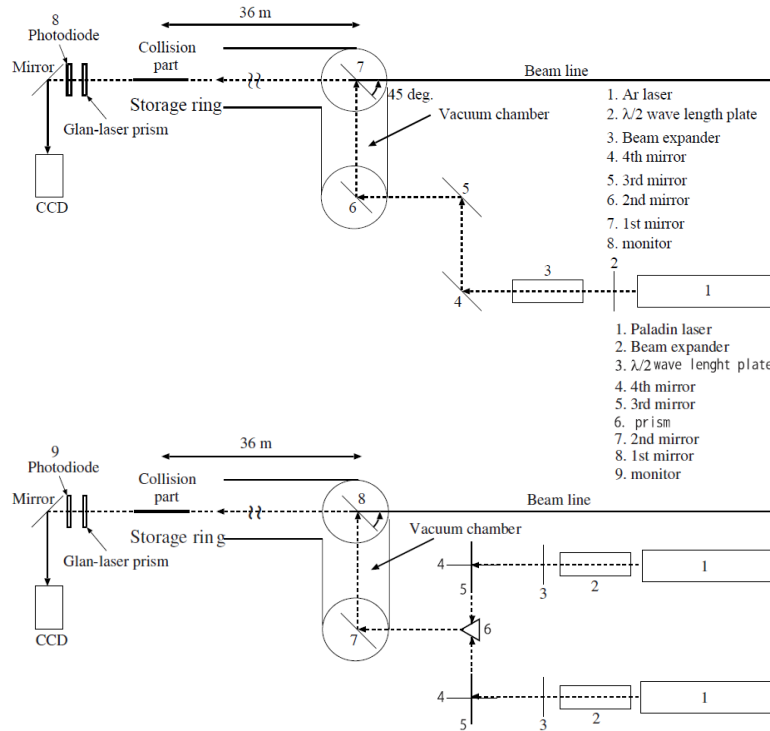 36 m
8
Photodiode
Collision
part
Mirror
7
Beam line
45 deg.
Storage ring
Glan-laser prism
Vacuum chamber
CCD
6
5
4
3
2
1
1. Ar laser
2. λ/2 wave length plate
3. Beam expander
4. 4th mirror
5. 3rd mirror
6. 2nd mirror
7. 1st mirror
8. monitor
1. Paladin laser
2. Beam expander
3. λ/2 wave lenght plate
4. 4th mirror
5. 3rd mirror
6. prism
7. 2nd mirror
8. 1st mirror
9. monitor
36 m
9
Photodiode
Collision
part
Mirror
8
Beam line
Storage ring
Glan-laser prism
Vacuum chamber
CCD
7
4
5
3
2
1
6
4
5
3
2
1